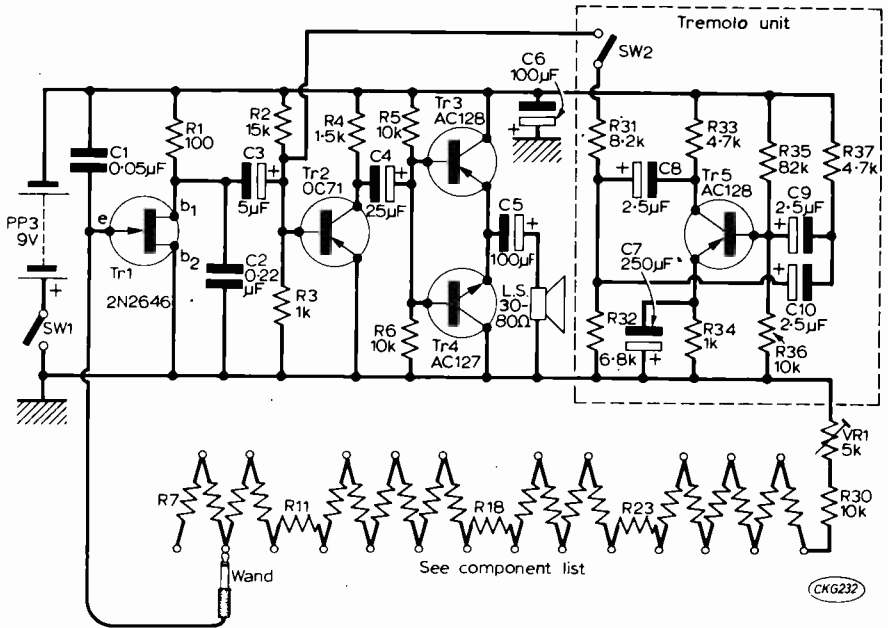 Tremolo unit
SW2
C6
100µF
+
R1
100
R2
15k
R4
1.5k
R5
10k
Tr3
AC128
R31
8.2k
R33
4.7k
R35
82k
R37
4.7k
C1
0.05µF
C3
+
5µF
Tr2
OC71
C4
+
25µF
+
C8
2.5µF
Tr5
AC128
C9
2.5µF
+
PP3
9V
+
e
b1
b2
Tr1
2N2646
C2
0.22
µF
C5
+
100µF
C7
250µF
+
C10
2.5µF
+
L.S.
30-
80Ω
SW1
R3
1k
R6
10k
Tr4
AC127
R32
6.8k
R34
1k
R36
10k
VR1
5k
R7
R11
R18
R23
R30
10k
Wand
See component list
CKG232